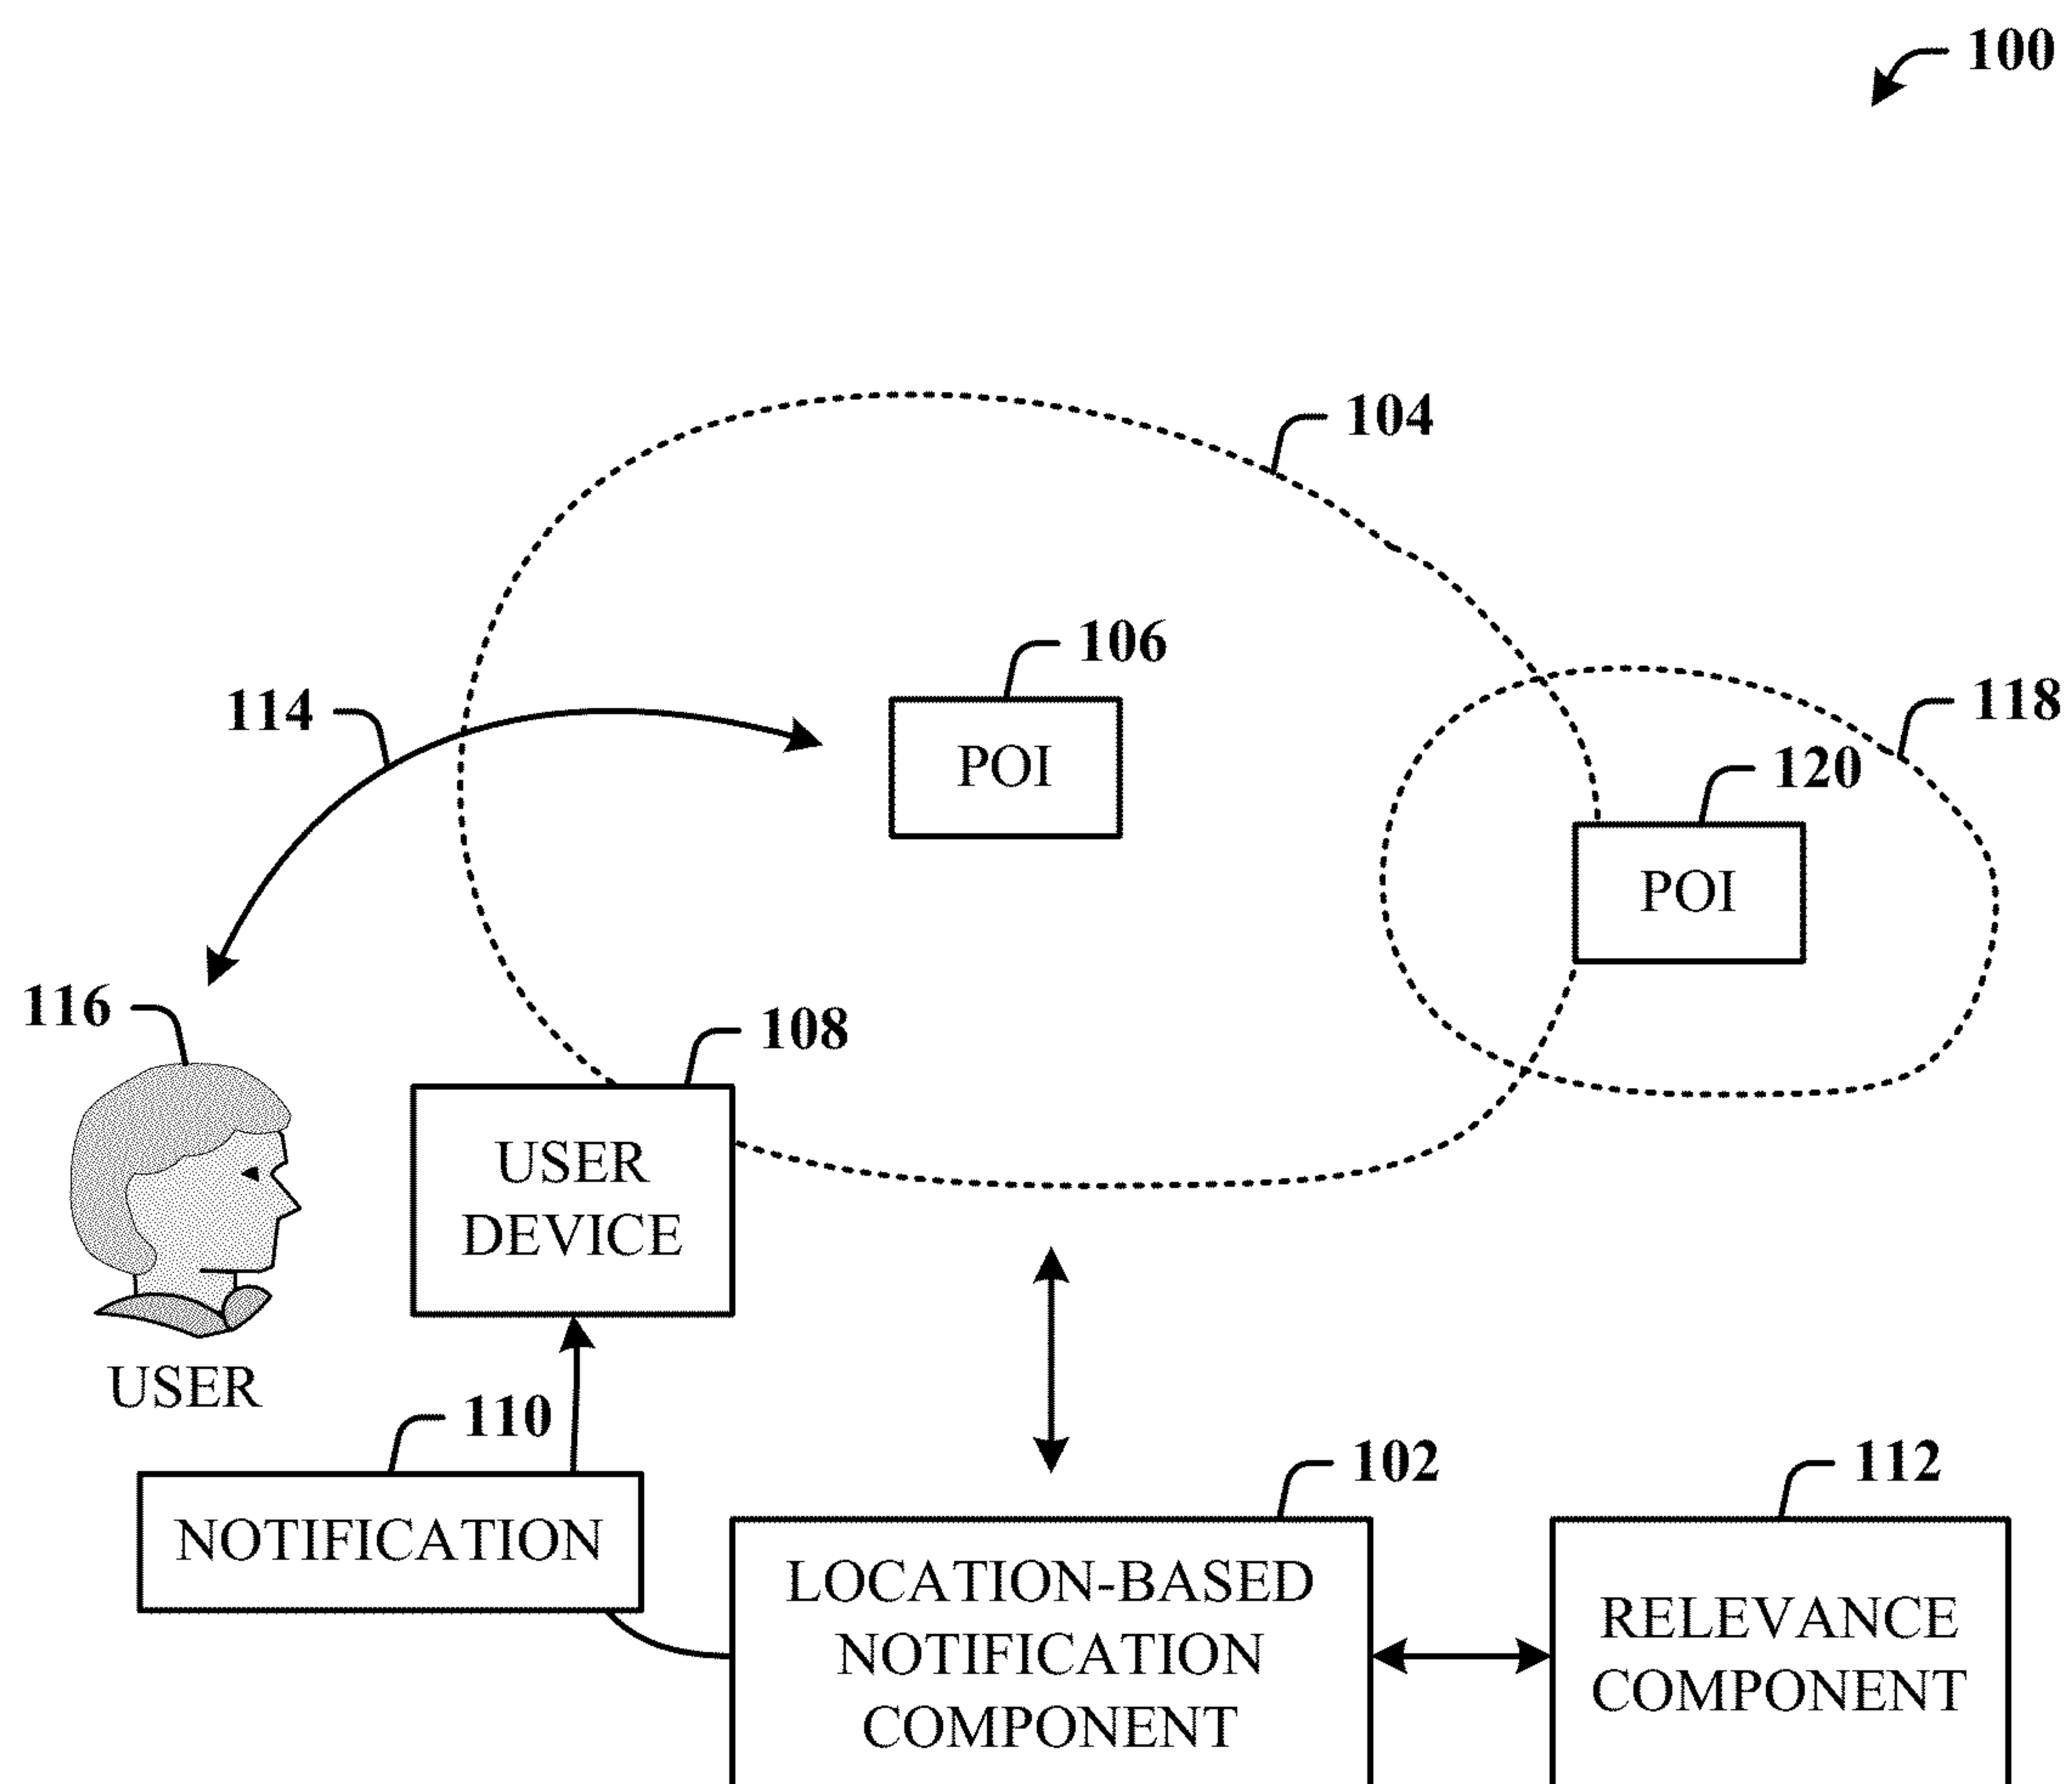 100
104
106
114
118
POI
120
POI
116
108
USER
DEVICE
USER
110
102
112
NOTIFICATION
LOCATION-BASED
NOTIFICATION
COMPONENT
RELEVANCE
COMPONENT